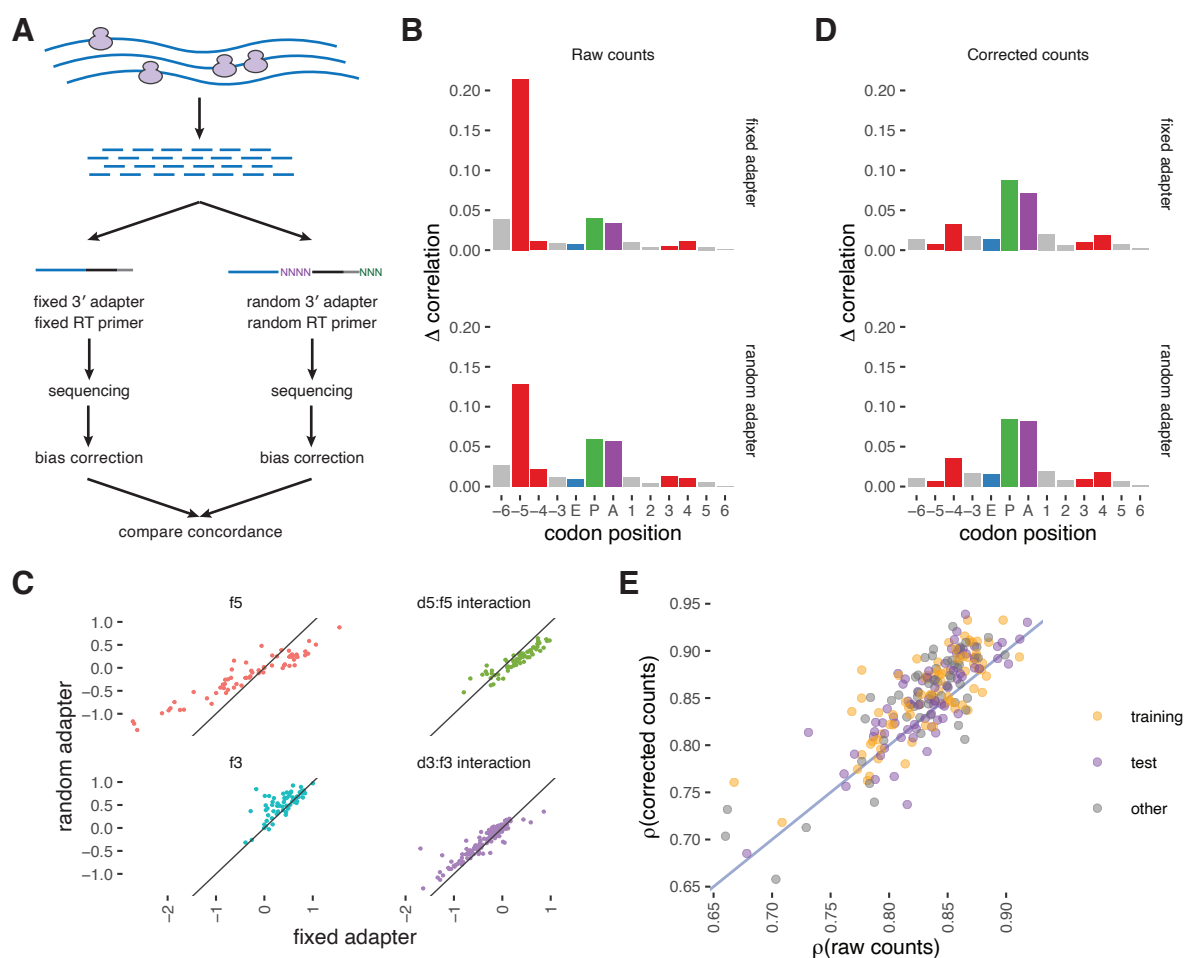 A
NNNN
NNN
fixed 3′ adapter
fixed RT primer
random 3′ adapter
random RT primer
sequencing
sequencing
bias correction
bias correction
compare concordance
B
Raw counts
Δ correlation
0.20
0.15
0.10
0.05
0.00
fixed adapter
0.20
0.15
0.10
0.05
0.00
random adapter
−6 −5 −4 −3 E P A 1 2 3 4 5 6
codon position
D
Corrected counts
Δ correlation
0.20
0.15
0.10
0.05
0.00
fixed adapter
0.20
0.15
0.10
0.05
0.00
random adapter
−6 −5 −4 −3 E P A 1 2 3 4 5 6
codon position
C
f5
d5:f5 interaction
random adapter
1.0
0.5
0.0
−0.5
−1.0
f3
d3:f3 interaction
1.0
0.5
0.0
−0.5
−1.0
−2 −1 0 1
−2 −1 0 1
fixed adapter
E
ρ(corrected counts)
0.95
0.90
0.85
0.80
0.75
0.70
0.65
0.65 0.70 0.75 0.80 0.85 0.90
ρ(raw counts)
training
test
other